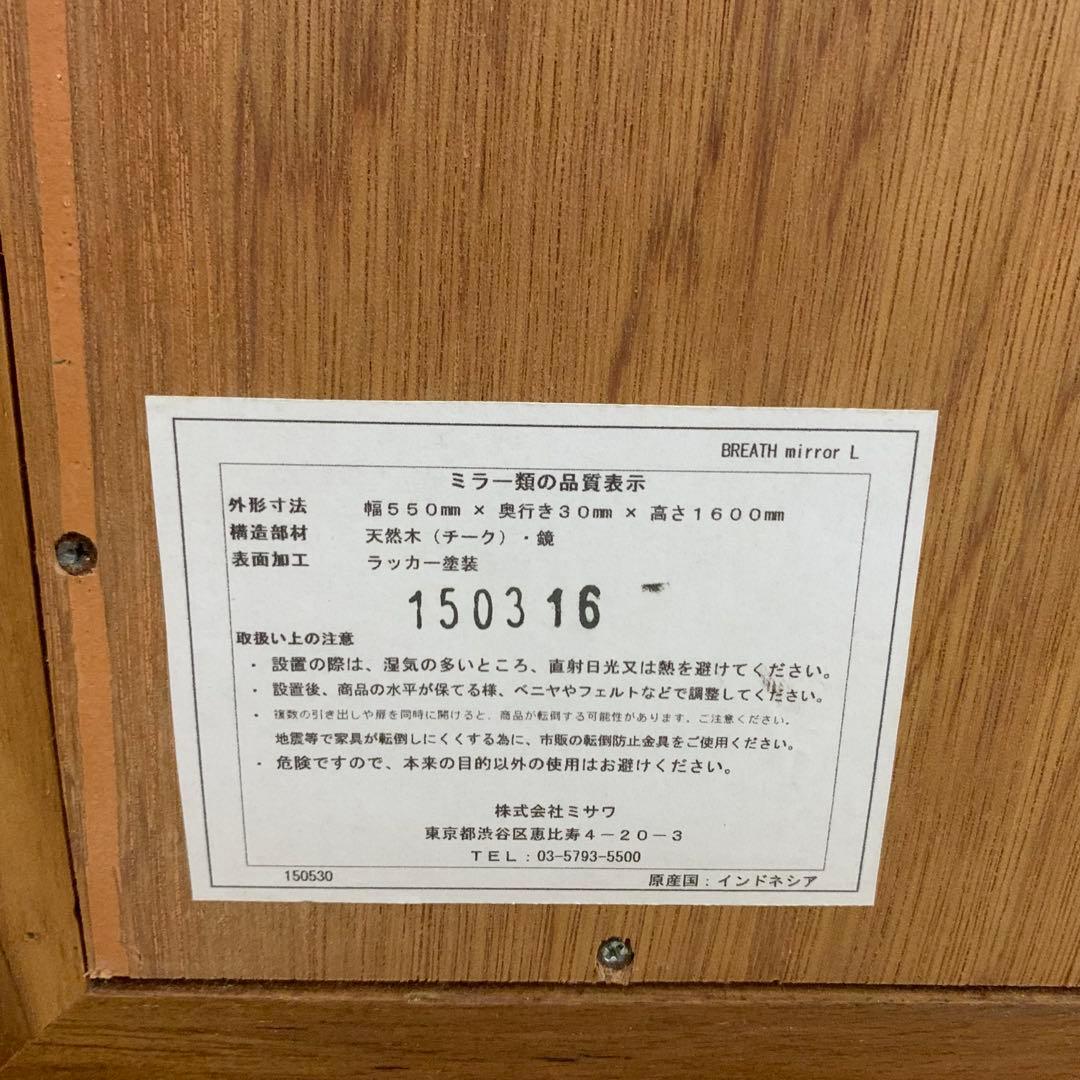 BREATH mirror L
ミラー類の品質表示
外形寸法 幅550㎜ × 奥行き30㎜ × 高さ1600㎜
構造部材 天然木（チーク）・鏡
表面加工 ラッカー塗装
150316
取扱い上の注意
・ 設置の際は、湿気の多いところ、直射日光又は熱を避けてください。
・ 設置後、商品の水平が保てる様、ベニヤやフェルトなどで調整してください。
・ 複数の引き出しや扉を同時に開けると、商品が転倒する可能性があります。ご注意ください。
地震等で家具が転倒しにくくする為に、市販の転倒防止金具をご使用ください。
・ 危険ですので、本来の目的以外の使用はお避けください。
株式会社ミサワ
東京都渋谷区恵比寿4－20－3
TEL：03-5793-5500
150530 原産国：インドネシア